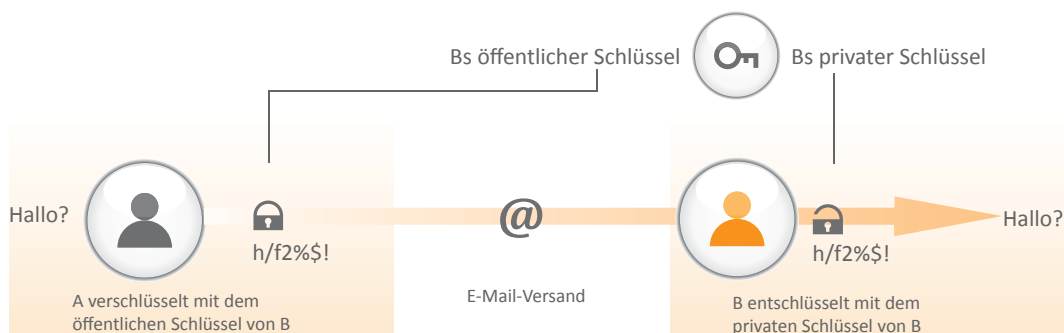 Bs öffentlicher Schlüssel
Bs privater Schlüssel
Hallo?
h/f2%$!
@
h/f2%$!
Hallo?
A verschlüsselt mit dem
öffentlichen Schlüssel von B
E-Mail-Versand
B entschlüsselt mit dem
privaten Schlüssel von B